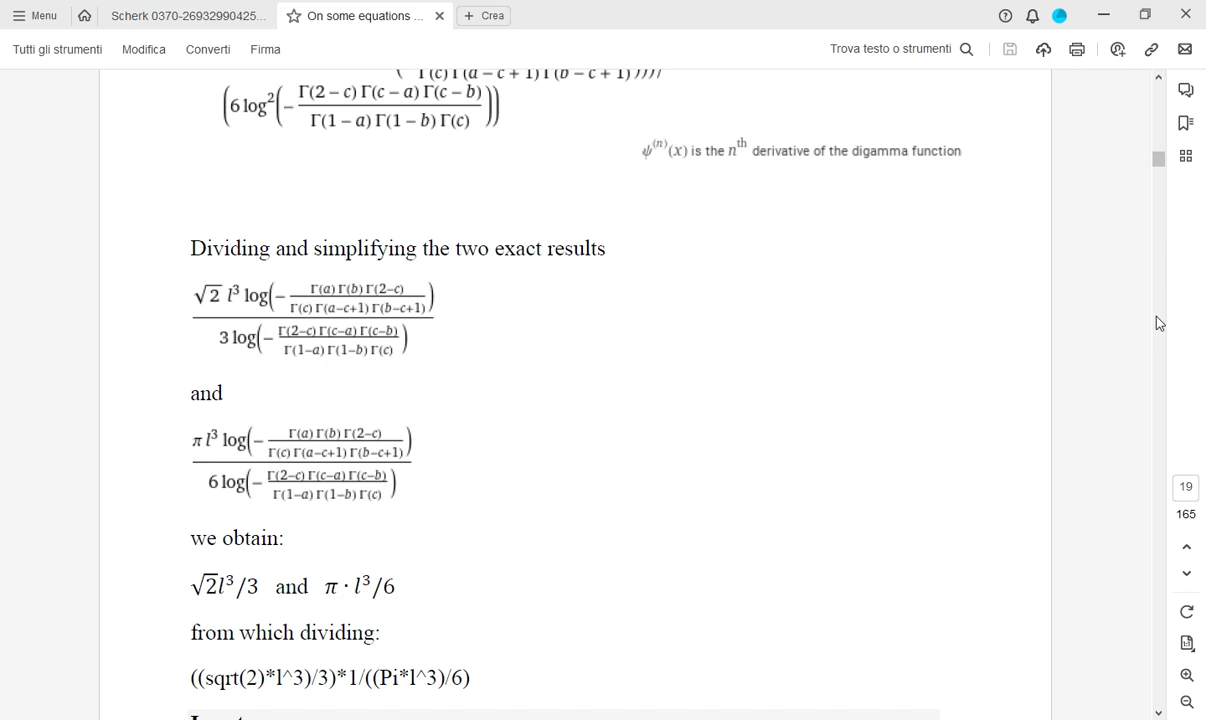 Menu Scherk 0370-26932990425... On some equations ... Crea
Tutti gli strumenti Modifica Converti Firma Trova testo o strumenti
Γ(c) Γ(a − c + 1) Γ(b − c + 1)
(6 log²(− Γ(2 − c) Γ(c − a) Γ(c − b) / Γ(1 − a) Γ(1 − b) Γ(c)))
ψ⁽ⁿ⁾(x) is the nth derivative of the digamma function
Dividing and simplifying the two exact results
√2 l³ log(− Γ(a) Γ(b) Γ(2−c) / Γ(c) Γ(a−c+1) Γ(b−c+1))
3 log(− Γ(2−c) Γ(c−a) Γ(c−b) / Γ(1−a) Γ(1−b) Γ(c))
and
π l³ log(− Γ(a) Γ(b) Γ(2−c) / Γ(c) Γ(a−c+1) Γ(b−c+1))
6 log(− Γ(2−c) Γ(c−a) Γ(c−b) / Γ(1−a) Γ(1−b) Γ(c))
we obtain:
√2l³/3 and π · l³/6
from which dividing:
((sqrt(2)*l^3)/3)*1/((Pi*l^3)/6)
19
165